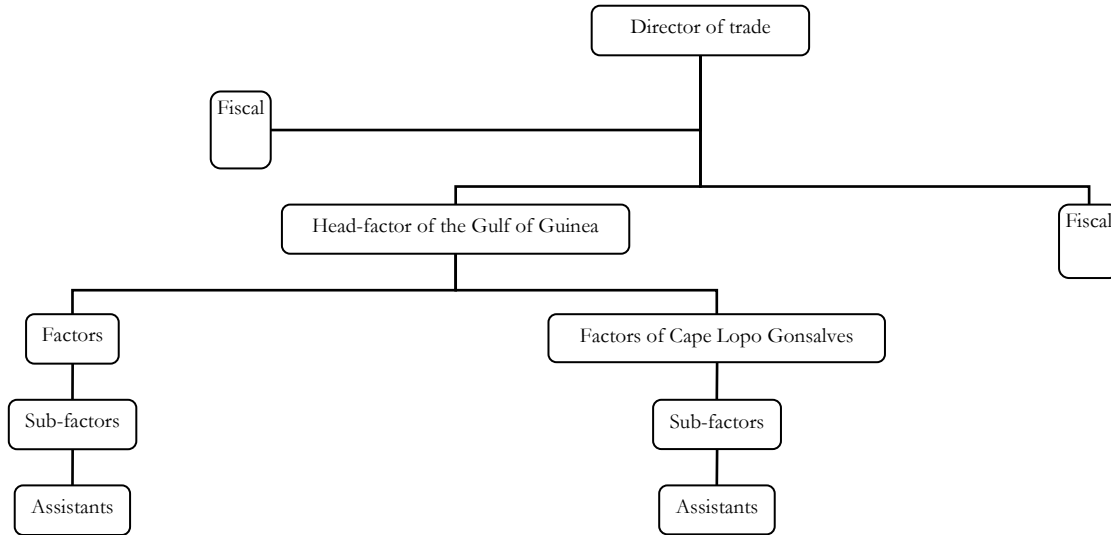 Director of trade
Fiscal
Head-factor of the Gulf of Guinea
Fiscal
Factors
Factors of Cape Lopo Gonsalves
Sub-factors
Sub-factors
Assistants
Assistants